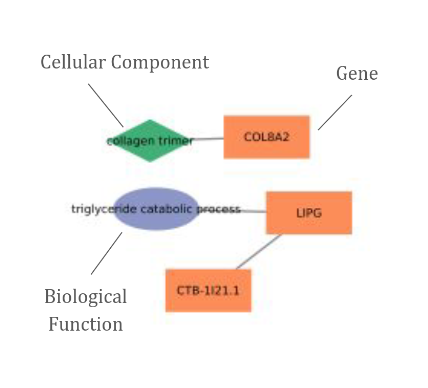 Cellular Component
Gene
COL8A2
collagen trimer
triglyceride catabolic process
LIPG
CTB-1I21.1
Biological
Function